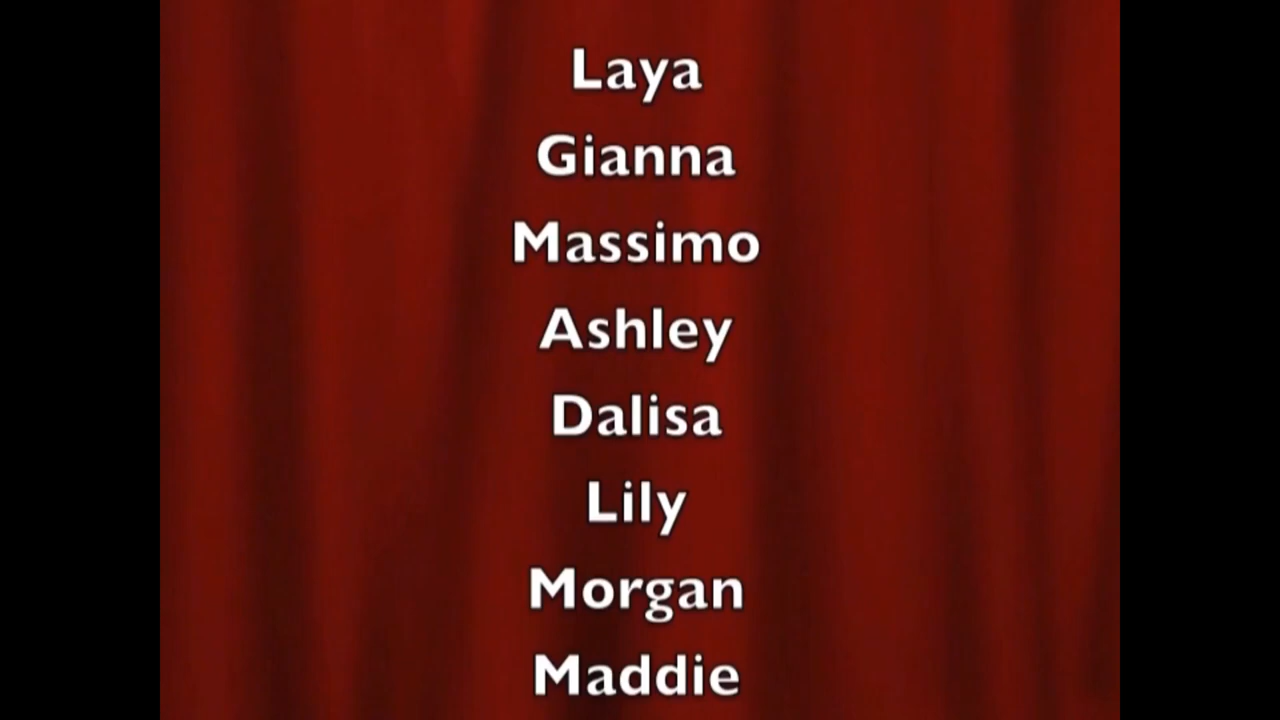 Laya
Gianna
Massimo
Ashley
Dalisa
Lily
Morgan
Maddie